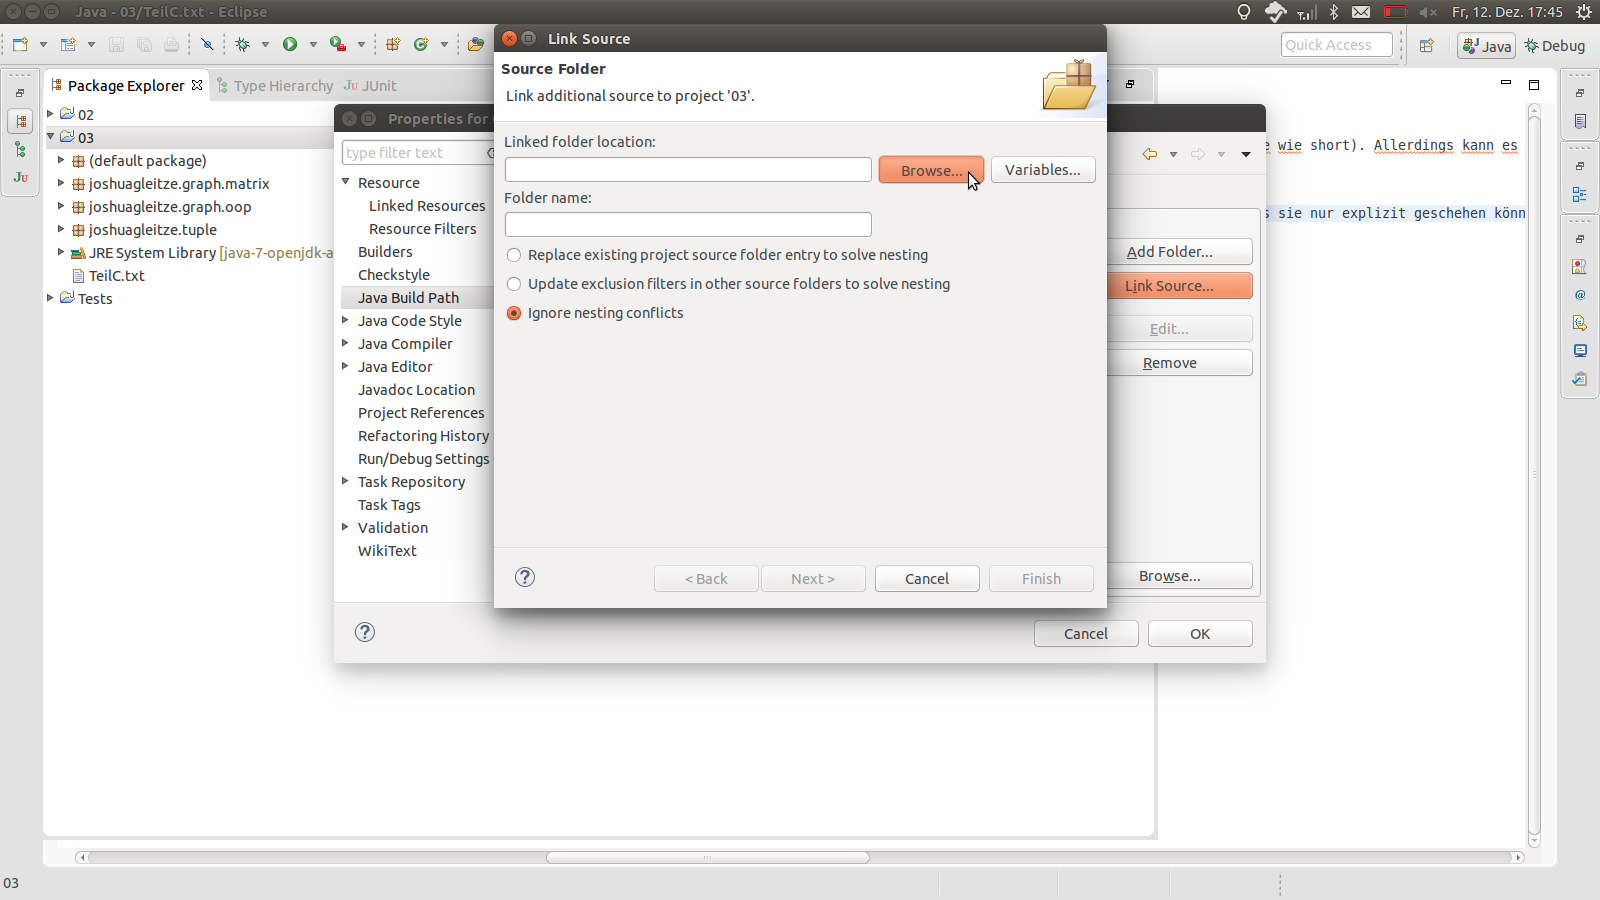 Java - 03/TeilC.txt - Eclipse
Fr, 12. Dez. 17:45
Quick Access
Java
Debug
Package Explorer
Type Hierarchy
JUnit
02
03
(default package)
joshuagleitze.graph.matrix
joshuagleitze.graph.oop
joshuagleitze.tuple
JRE System Library [java-7-openjdk-a
TeilC.txt
Tests
Properties for
type filter text
Resource
Linked Resources
Resource Filters
Builders
Checkstyle
Java Build Path
Java Code Style
Java Compiler
Java Editor
Javadoc Location
Project References
Refactoring History
Run/Debug Settings
Task Repository
Task Tags
Validation
WikiText
Link Source
Source Folder
Link additional source to project '03'.
Linked folder location:
Browse...
Variables...
Folder name:
Replace existing project source folder entry to solve nesting
Update exclusion filters in other source folders to solve nesting
Ignore nesting conflicts
< Back
Next >
Cancel
Finish
Add Folder...
Link Source...
Edit...
Remove
Browse...
Cancel
OK
wie short). Allerdings kann es
sie nur explizit geschehen könn
03